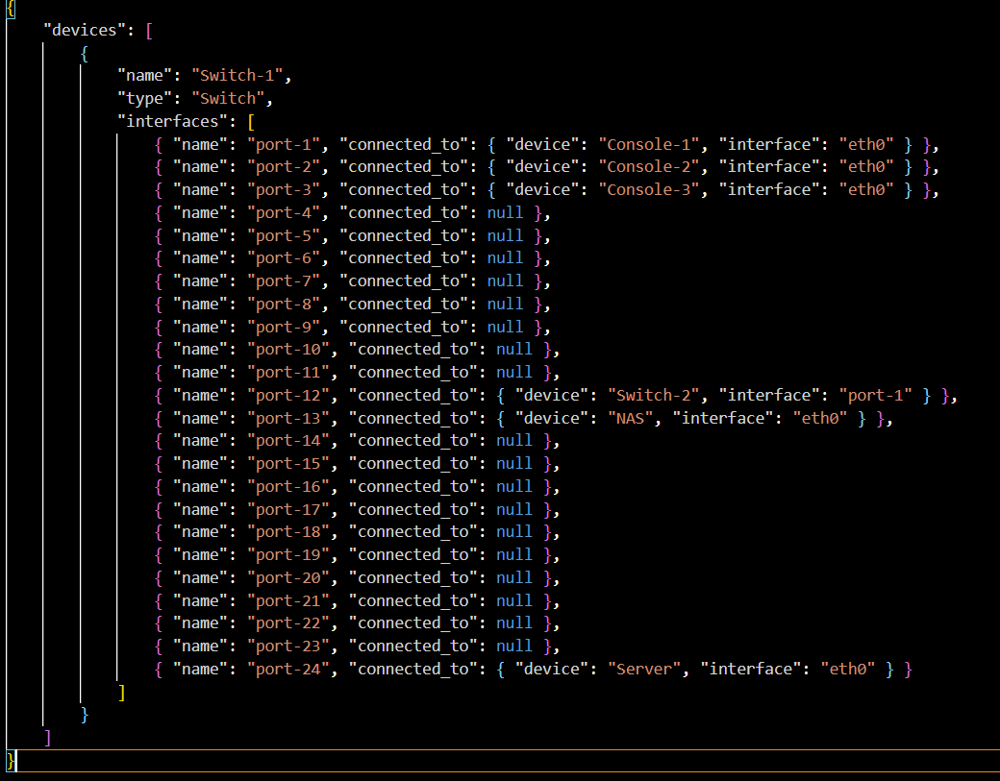 {
    "devices": [
        {
            "name": "Switch-1",
            "type": "Switch",
            "interfaces": [
                { "name": "port-1", "connected_to": { "device": "Console-1", "interface": "eth0" } },
                { "name": "port-2", "connected_to": { "device": "Console-2", "interface": "eth0" } },
                { "name": "port-3", "connected_to": { "device": "Console-3", "interface": "eth0" } },
                { "name": "port-4", "connected_to": null },
                { "name": "port-5", "connected_to": null },
                { "name": "port-6", "connected_to": null },
                { "name": "port-7", "connected_to": null },
                { "name": "port-8", "connected_to": null },
                { "name": "port-9", "connected_to": null },
                { "name": "port-10", "connected_to": null },
                { "name": "port-11", "connected_to": null },
                { "name": "port-12", "connected_to": { "device": "Switch-2", "interface": "port-1" } },
                { "name": "port-13", "connected_to": { "device": "NAS", "interface": "eth0" } },
                { "name": "port-14", "connected_to": null },
                { "name": "port-15", "connected_to": null },
                { "name": "port-16", "connected_to": null },
                { "name": "port-17", "connected_to": null },
                { "name": "port-18", "connected_to": null },
                { "name": "port-19", "connected_to": null },
                { "name": "port-20", "connected_to": null },
                { "name": "port-21", "connected_to": null },
                { "name": "port-22", "connected_to": null },
                { "name": "port-23", "connected_to": null },
                { "name": "port-24", "connected_to": { "device": "Server", "interface": "eth0" } }
            ]
        }
    ]
}